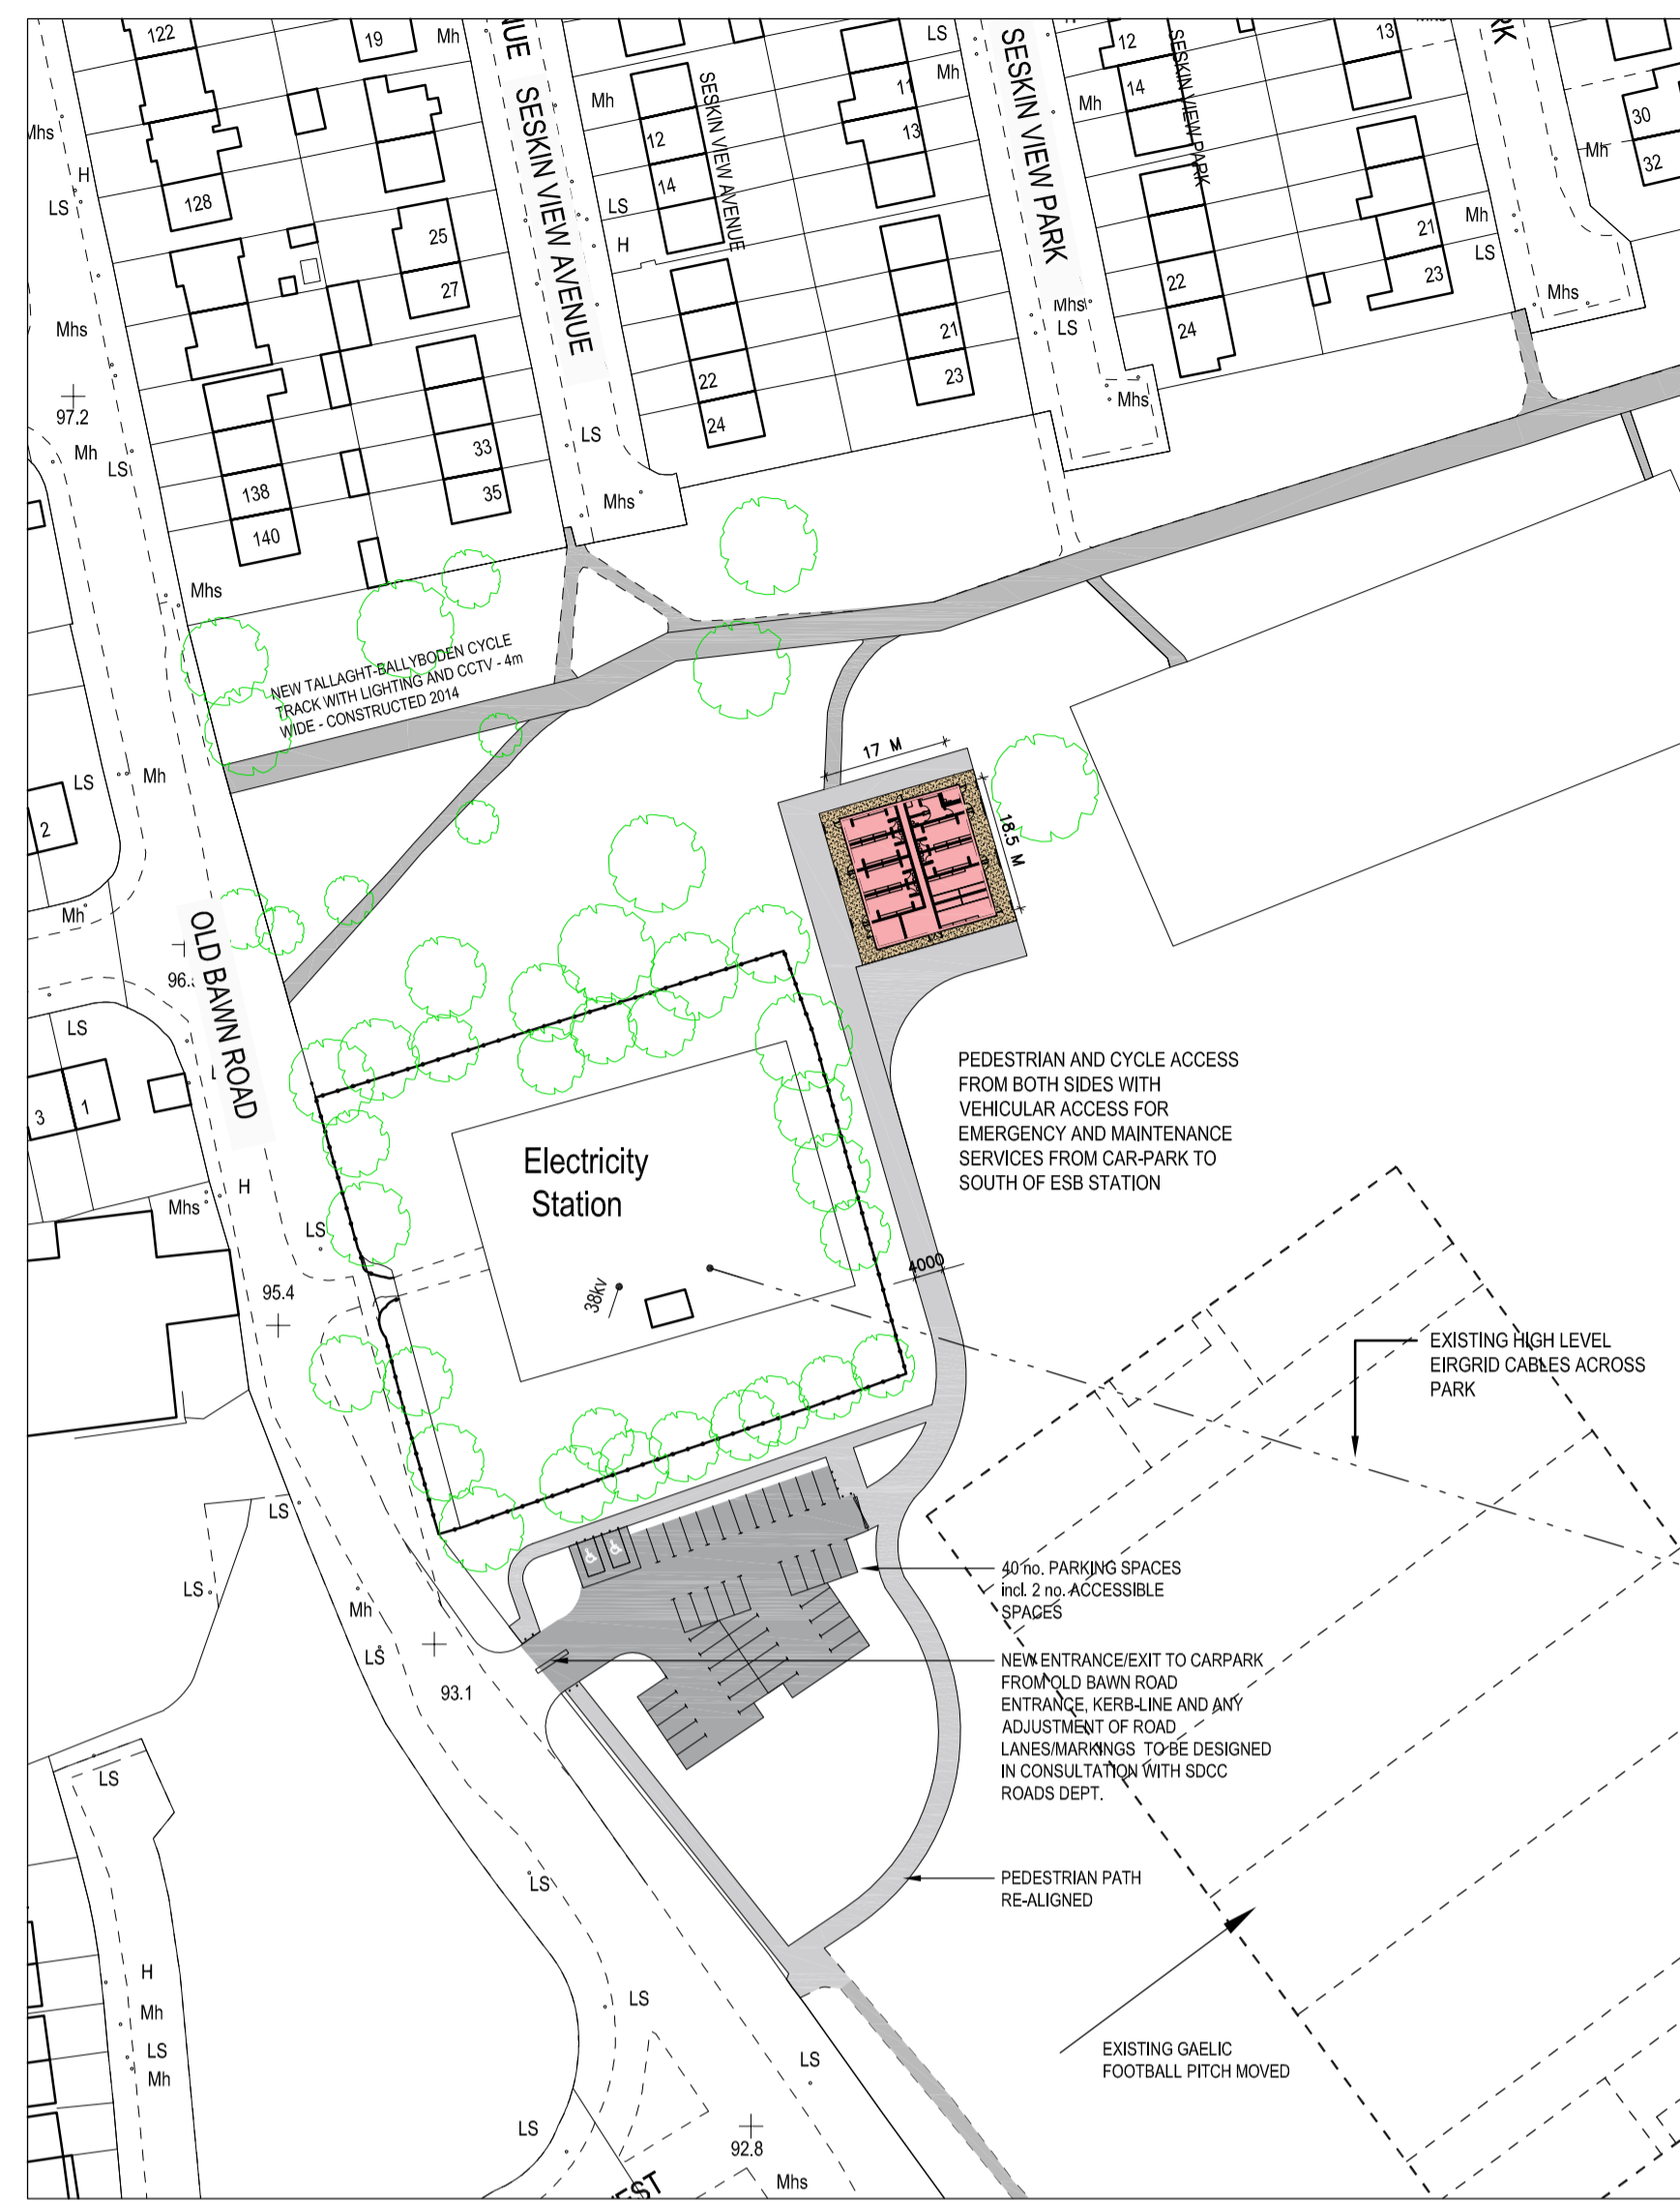 122
19
Mh
LS
12
13
SESKIN VIEW AVENUE
SESKIN VIEW AVENUE
SESKIN VIEW PARK
SESKIN VIEW PARK
Mh
11
Mh
14
Mh
30
Mhs
12
13
Mh
32
H
LS
128
14
LS
25
H
21
Mh
LS
22
23
27
Mhs
Mhs
Mhs
LS
21
24
22
23
Mhs
97.2
24
LS
Mh
LS
33
138
35
Mhs
140
Mhs
NEW TALLAGHT-BALLYBODEN CYCLE
TRACK WITH LIGHTING AND CCTV - 4m
WIDE - CONSTRUCTED 2014
17 M
LS
Mh
2
18.5 M
Mh
OLD BAWN ROAD
LS
3
1
PEDESTRIAN AND CYCLE ACCESS
FROM BOTH SIDES WITH
VEHICULAR ACCESS FOR
EMERGENCY AND MAINTENANCE
SERVICES FROM CAR-PARK TO
SOUTH OF ESB STATION
Electricity
Station
H
Mhs
LS
4000
38kv
95.4
EXISTING HIGH LEVEL
EIRGRID CABLES ACROSS
PARK
LS
LS
Mh
LS
40 no. PARKING SPACES
incl. 2 no. ACCESSIBLE
SPACES
93.1
NEW ENTRANCE/EXIT TO CARPARK
FROM OLD BAWN ROAD
ENTRANCE, KERB-LINE AND ANY
ADJUSTMENT OF ROAD
LANES/MARKINGS TO BE DESIGNED
IN CONSULTATION WITH SDCC
ROADS DEPT.
LS
LS
PEDESTRIAN PATH
RE-ALIGNED
H
Mh
LS
LS
Mh
LS
EXISTING GAELIC
FOOTBALL PITCH MOVED
LS
92.8
Mhs